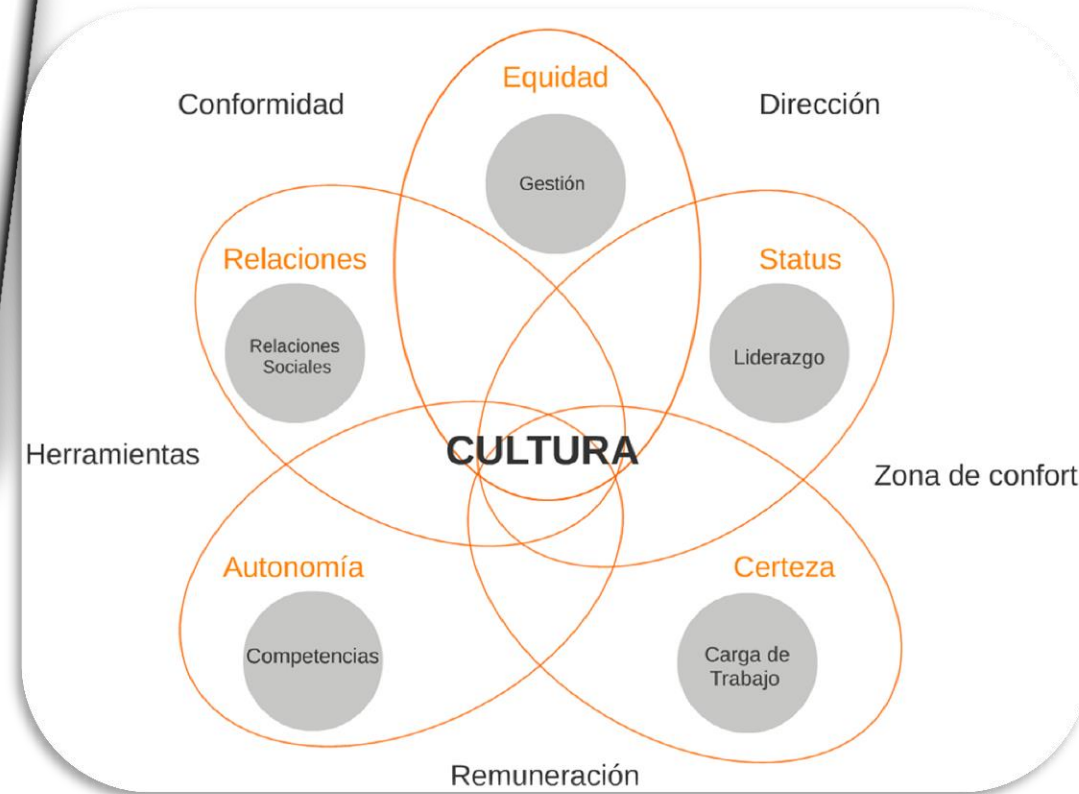 Equidad
Conformidad
Dirección
Gestión
Relaciones
Status
Relaciones
Sociales
Liderazgo
CULTURA
Herramientas
Zona de confort
Autonomía
Certeza
Competencias
Carga de
Trabajo
Remuneración